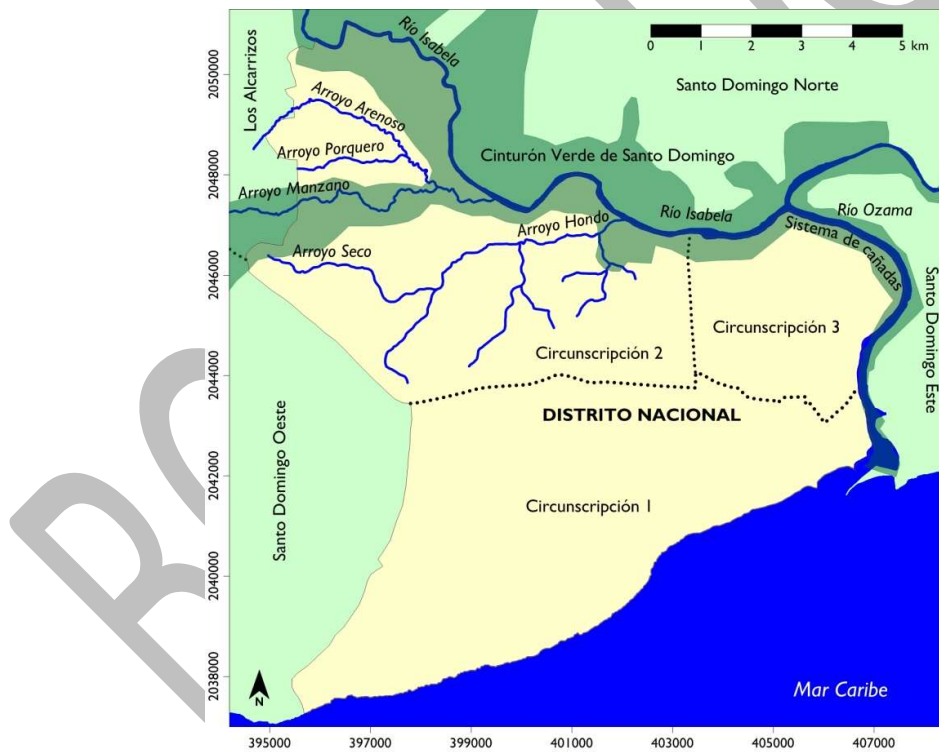 Río Isabela
0 1 2 3 4 5 km
Los Alcarrizos
Santo Domingo Norte
Arroyo Arenoso
Arroyo Porquero
Cinturón Verde de Santo Domingo
Arroyo Manzano
Arroyo Hondo
Río Isabela
Río Ozama
Sistema de cañadas
Arroyo Seco
Santo Domingo Este
Circunscripción 3
Circunscripción 2
DISTRITO NACIONAL
Santo Domingo Oeste
Circunscripción 1
N
Mar Caribe
2050000
2048000
2046000
2044000
2042000
2040000
2038000
395000 397000 399000 401000 403000 405000 407000